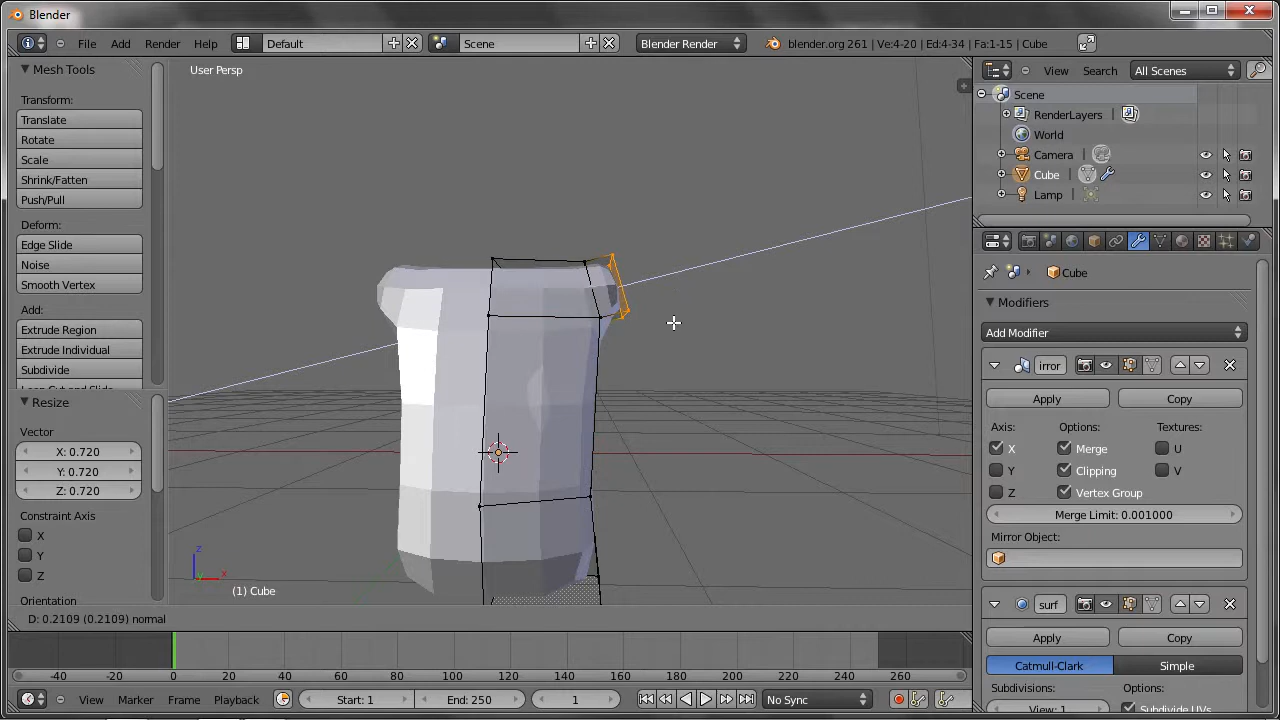 Blender
File Add Render Help Default Scene Blender Render blender.org 261 | Ve:4-20 | Ed:4-34 | Fa:1-15 | Cube
Mesh Tools
Transform:
Translate
Rotate
Scale
Shrink/Fatten
Push/Pull
Deform:
Edge Slide
Noise
Smooth Vertex
Add:
Extrude Region
Extrude Individual
Subdivide
Loop Cut and Slide
Resize
Vector
X: 0.720
Y: 0.720
Z: 0.720
Constraint Axis
X
Y
Z
Orientation
User Persp
z
x
y
(1) Cube
D: 0.2109 (0.2109) normal
View Search All Scenes
Scene
RenderLayers |
World
Camera |
Cube |
Lamp |
Cube
Modifiers
Add Modifier
irror
Apply Copy
Axis: Options: Textures:
X Merge U
Y Clipping V
Z Vertex Group
Merge Limit: 0.001000
Mirror Object:
surf
Apply Copy
Catmull-Clark Simple
Subdivisions: Options:
View: 1 Subdivide UVs
-40 -20 0 20 40 60 80 100 120 140 160 180 200 220 240 260
View Marker Frame Playback Start: 1 End: 250 1 No Sync